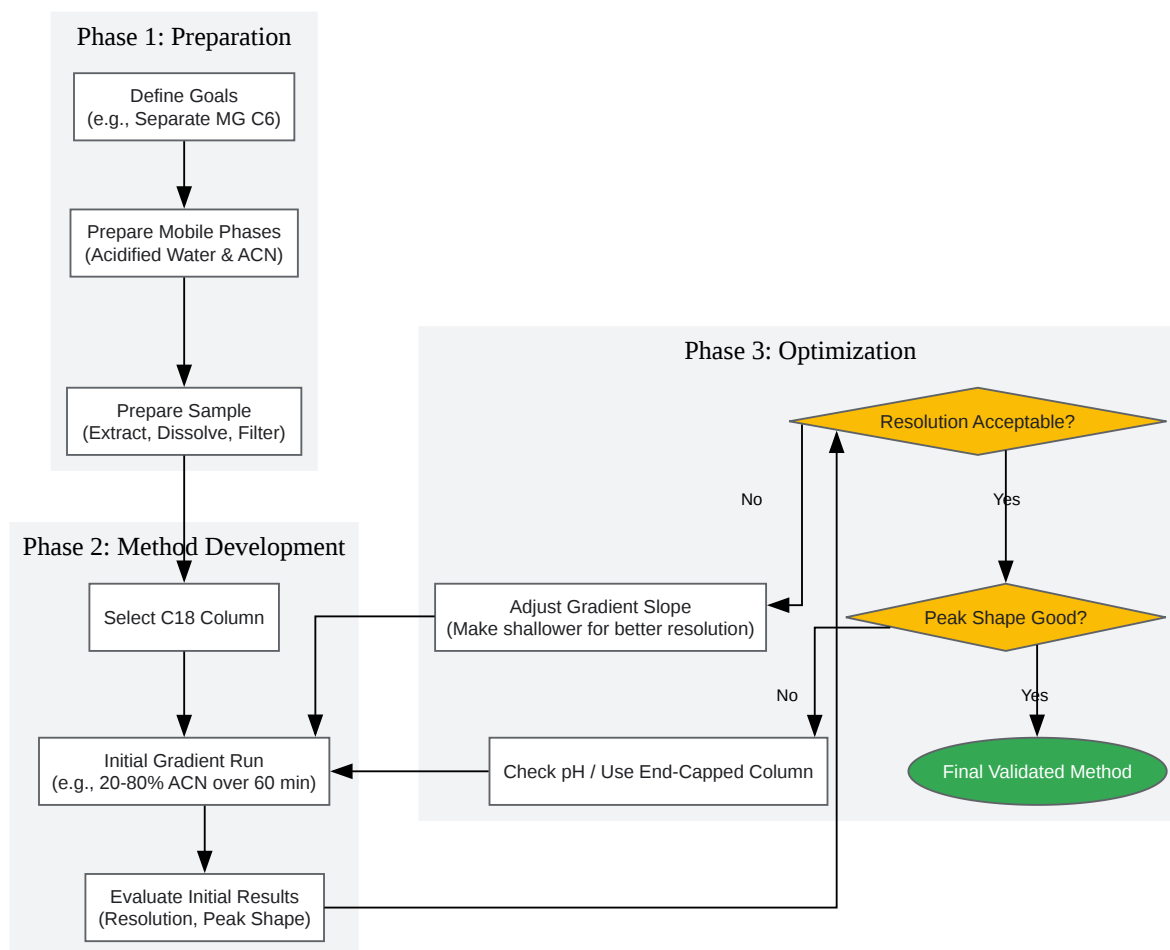 Phase 1: Preparation
Define Goals
(e.g., Separate MG C6)
Prepare Mobile Phases
(Acidified Water & ACN)
Prepare Sample
(Extract, Dissolve, Filter)
Phase 2: Method Development
Select C18 Column
Initial Gradient Run
(e.g., 20-80% ACN over 60 min)
Evaluate Initial Results
(Resolution, Peak Shape)
Phase 3: Optimization
Resolution Acceptable?
No
Yes
Adjust Gradient Slope
(Make shallower for better resolution)
Peak Shape Good?
No
Yes
Check pH / Use End-Capped Column
Final Validated Method